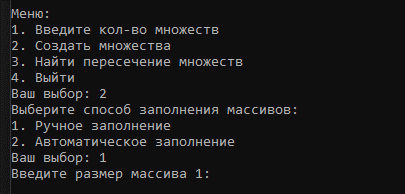 Меню:
1. Введите кол-во множеств
2. Создать множества
3. Найти пересечение множеств
4. Выйти
Ваш выбор: 2
Выберите способ заполнения массивов:
1. Ручное заполнение
2. Автоматическое заполнение
Ваш выбор: 1
Введите размер массива 1: